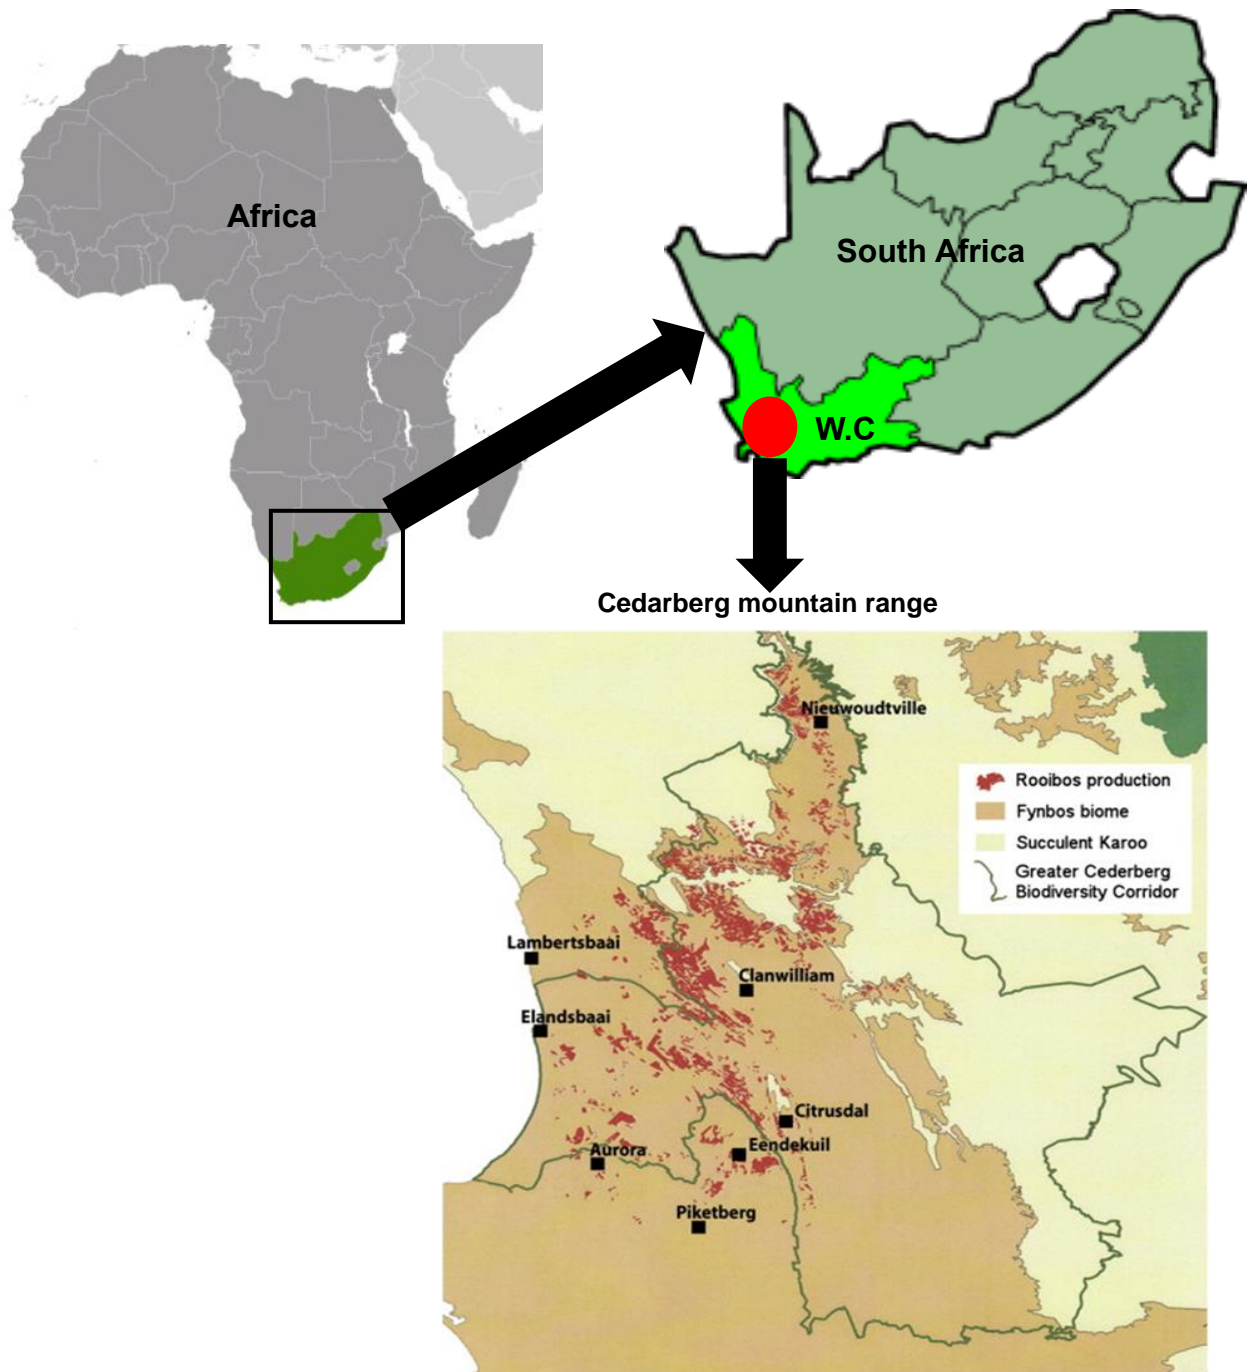 Africa
South Africa
W.C
Cedarberg mountain range
Nieuwoudtville
Rooibos production
Fynbos biome
Succulent Karoo
Greater Cederberg
Biodiversity Corridor
Lambertsbaai
Clanwilliam
Elandsbaai
Citrusdal
Eendekuil
Aurora
Piketberg